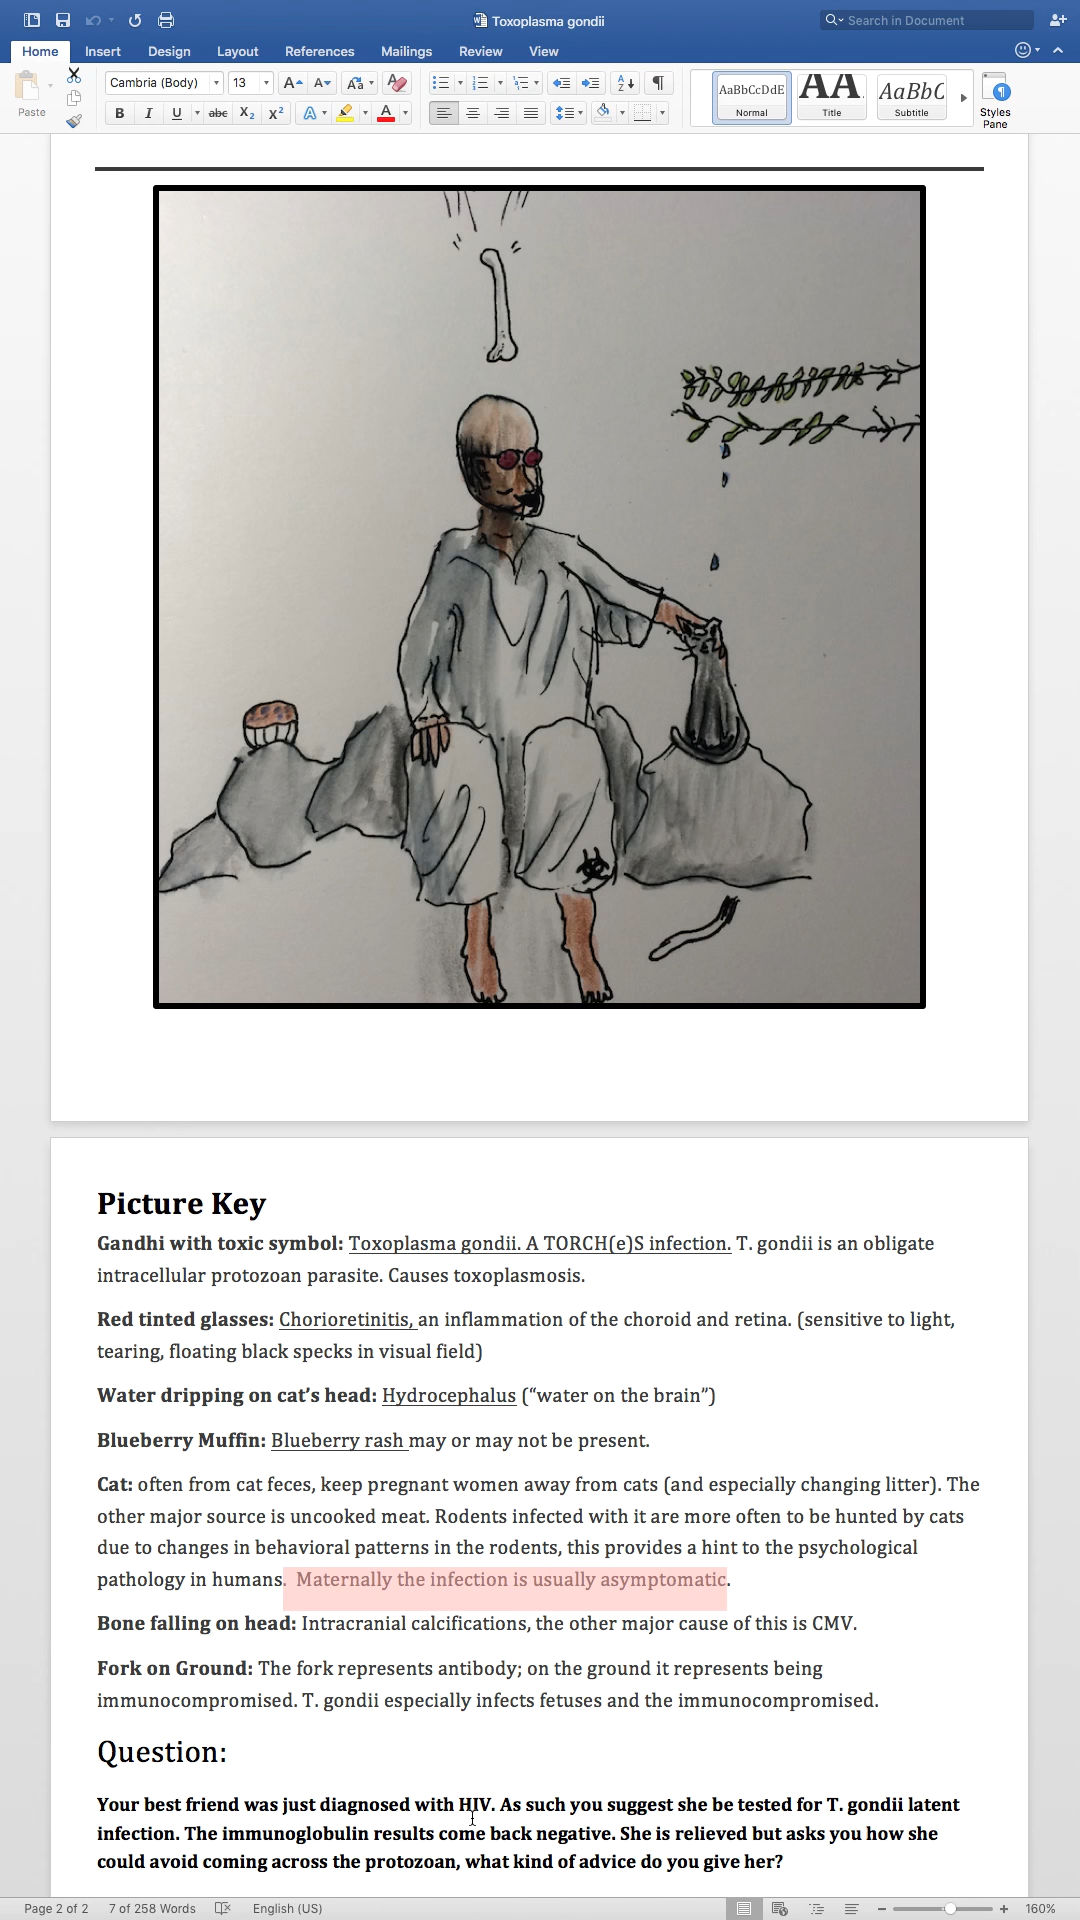 Toxoplasma gondii
Search in Document
Home Insert Design Layout References Mailings Review View
Paste
Cambria (Body) 13
AaBbCcDdE AA AaBbC
Normal Title Subtitle
Styles
Pane
Picture Key
Gandhi with toxic symbol: Toxoplasma gondii. A TORCH(e)S infection. T. gondii is an obligate
intracellular protozoan parasite. Causes toxoplasmosis.
Red tinted glasses: Chorioretinitis, an inflammation of the choroid and retina. (sensitive to light,
tearing, floating black specks in visual field)
Water dripping on cat’s head: Hydrocephalus (“water on the brain”)
Blueberry Muffin: Blueberry rash may or may not be present.
Cat: often from cat feces, keep pregnant women away from cats (and especially changing litter). The
other major source is uncooked meat. Rodents infected with it are more often to be hunted by cats
due to changes in behavioral patterns in the rodents, this provides a hint to the psychological
pathology in humans. Maternally the infection is usually asymptomatic.
Bone falling on head: Intracranial calcifications, the other major cause of this is CMV.
Fork on Ground: The fork represents antibody; on the ground it represents being
immunocompromised. T. gondii especially infects fetuses and the immunocompromised.
Question:
Your best friend was just diagnosed with HIV. As such you suggest she be tested for T. gondii latent
infection. The immunoglobulin results come back negative. She is relieved but asks you how she
could avoid coming across the protozoan, what kind of advice do you give her?
Page 2 of 2 7 of 258 Words English (US) 160%